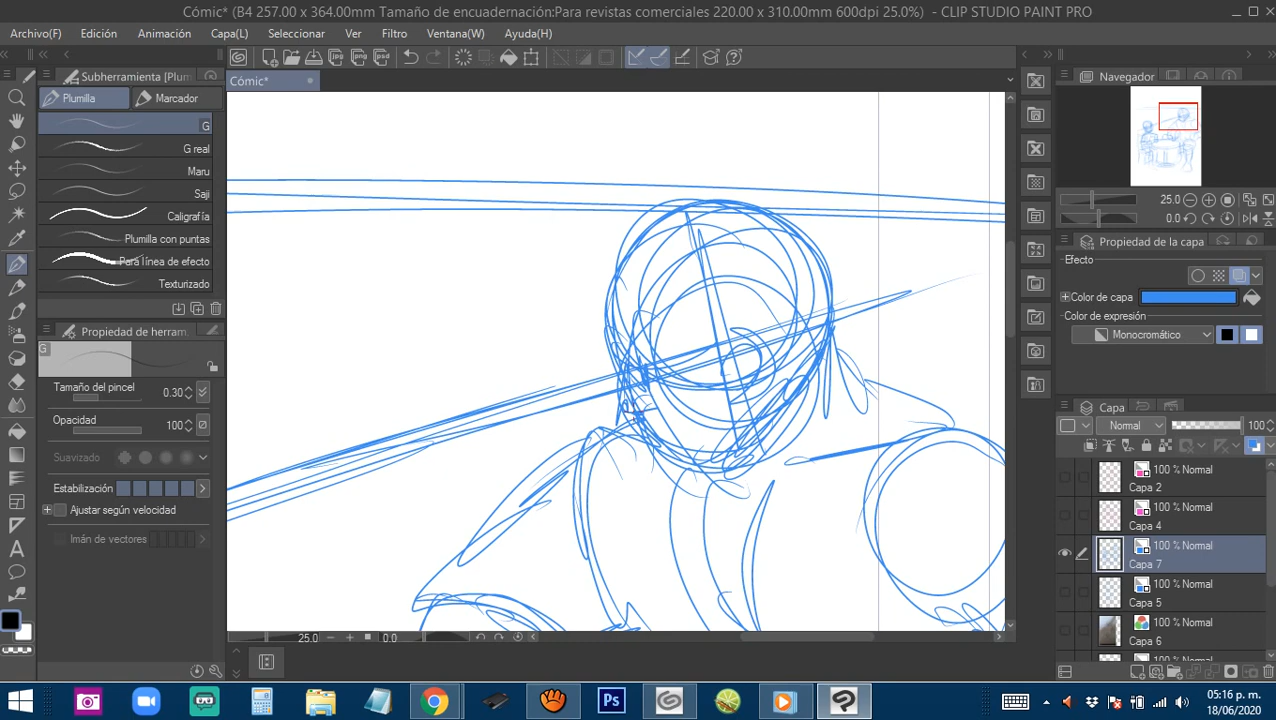 Cómic* (B4 257.00 x 364.00mm Tamaño de encuadernación:Para revistas comerciales 220.00 x 310.00mm 600dpi 25.0%) - CLIP STUDIO PAINT PRO
Archivo(F) Edición Animación Capa(L) Seleccionar Ver Filtro Ventana(W) Ayuda(H)
Subherramienta (Plum
Cómic*
Navegador
Plumilla
Marcador
G
G real
Maru
Saji
Caligrafía
Plumilla con puntas
Para línea de efecto
Texturizado
Propiedad de herram
G
Tamaño del pincel 0.30
Opacidad 100
Suavizado
Estabilización
Ajustar según velocidad
Imán de vectores
25.0
0.0
25.0
0.0
Propiedad de la capa
Efecto
Color de capa
Color de expresión
Monocromático
Capa
Normal 100
100 % Normal
Capa 2
100 % Normal
Capa 4
100 % Normal
Capa 7
100 % Normal
Capa 5
100 % Normal
Capa 6
100 % Normal
Ps
05:16 p. m.
18/06/2020